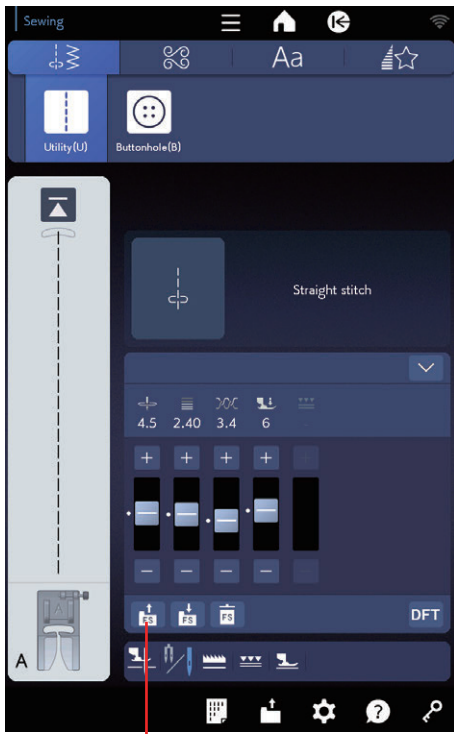 Sewing
Aa
Utility(U) Buttonhole(B)
Straight stitch
4.5 2.40 3.4 6
FS FS FS DFT
A A